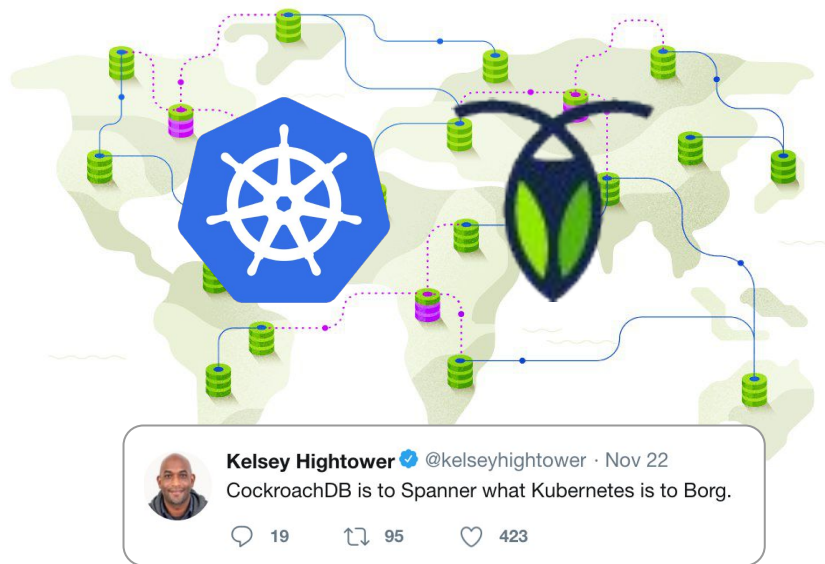 Kelsey Hightower @kelseyhightower · Nov 22
CockroachDB is to Spanner what Kubernetes is to Borg.
19 95 423